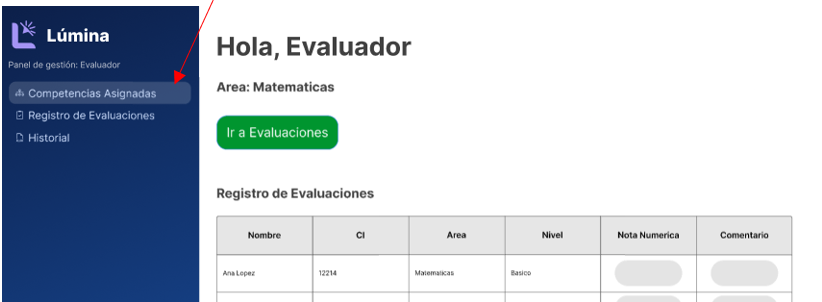 Lúmina
Panel de gestión: Evaluador
Competencias Asignadas
Registro de Evaluaciones
Historial
Hola, Evaluador
Area: Matematicas
Ir a Evaluaciones
Registro de Evaluaciones
Nombre CI Area Nivel Nota Numerica Comentario
Ana Lopez 12214 Matematicas Basico